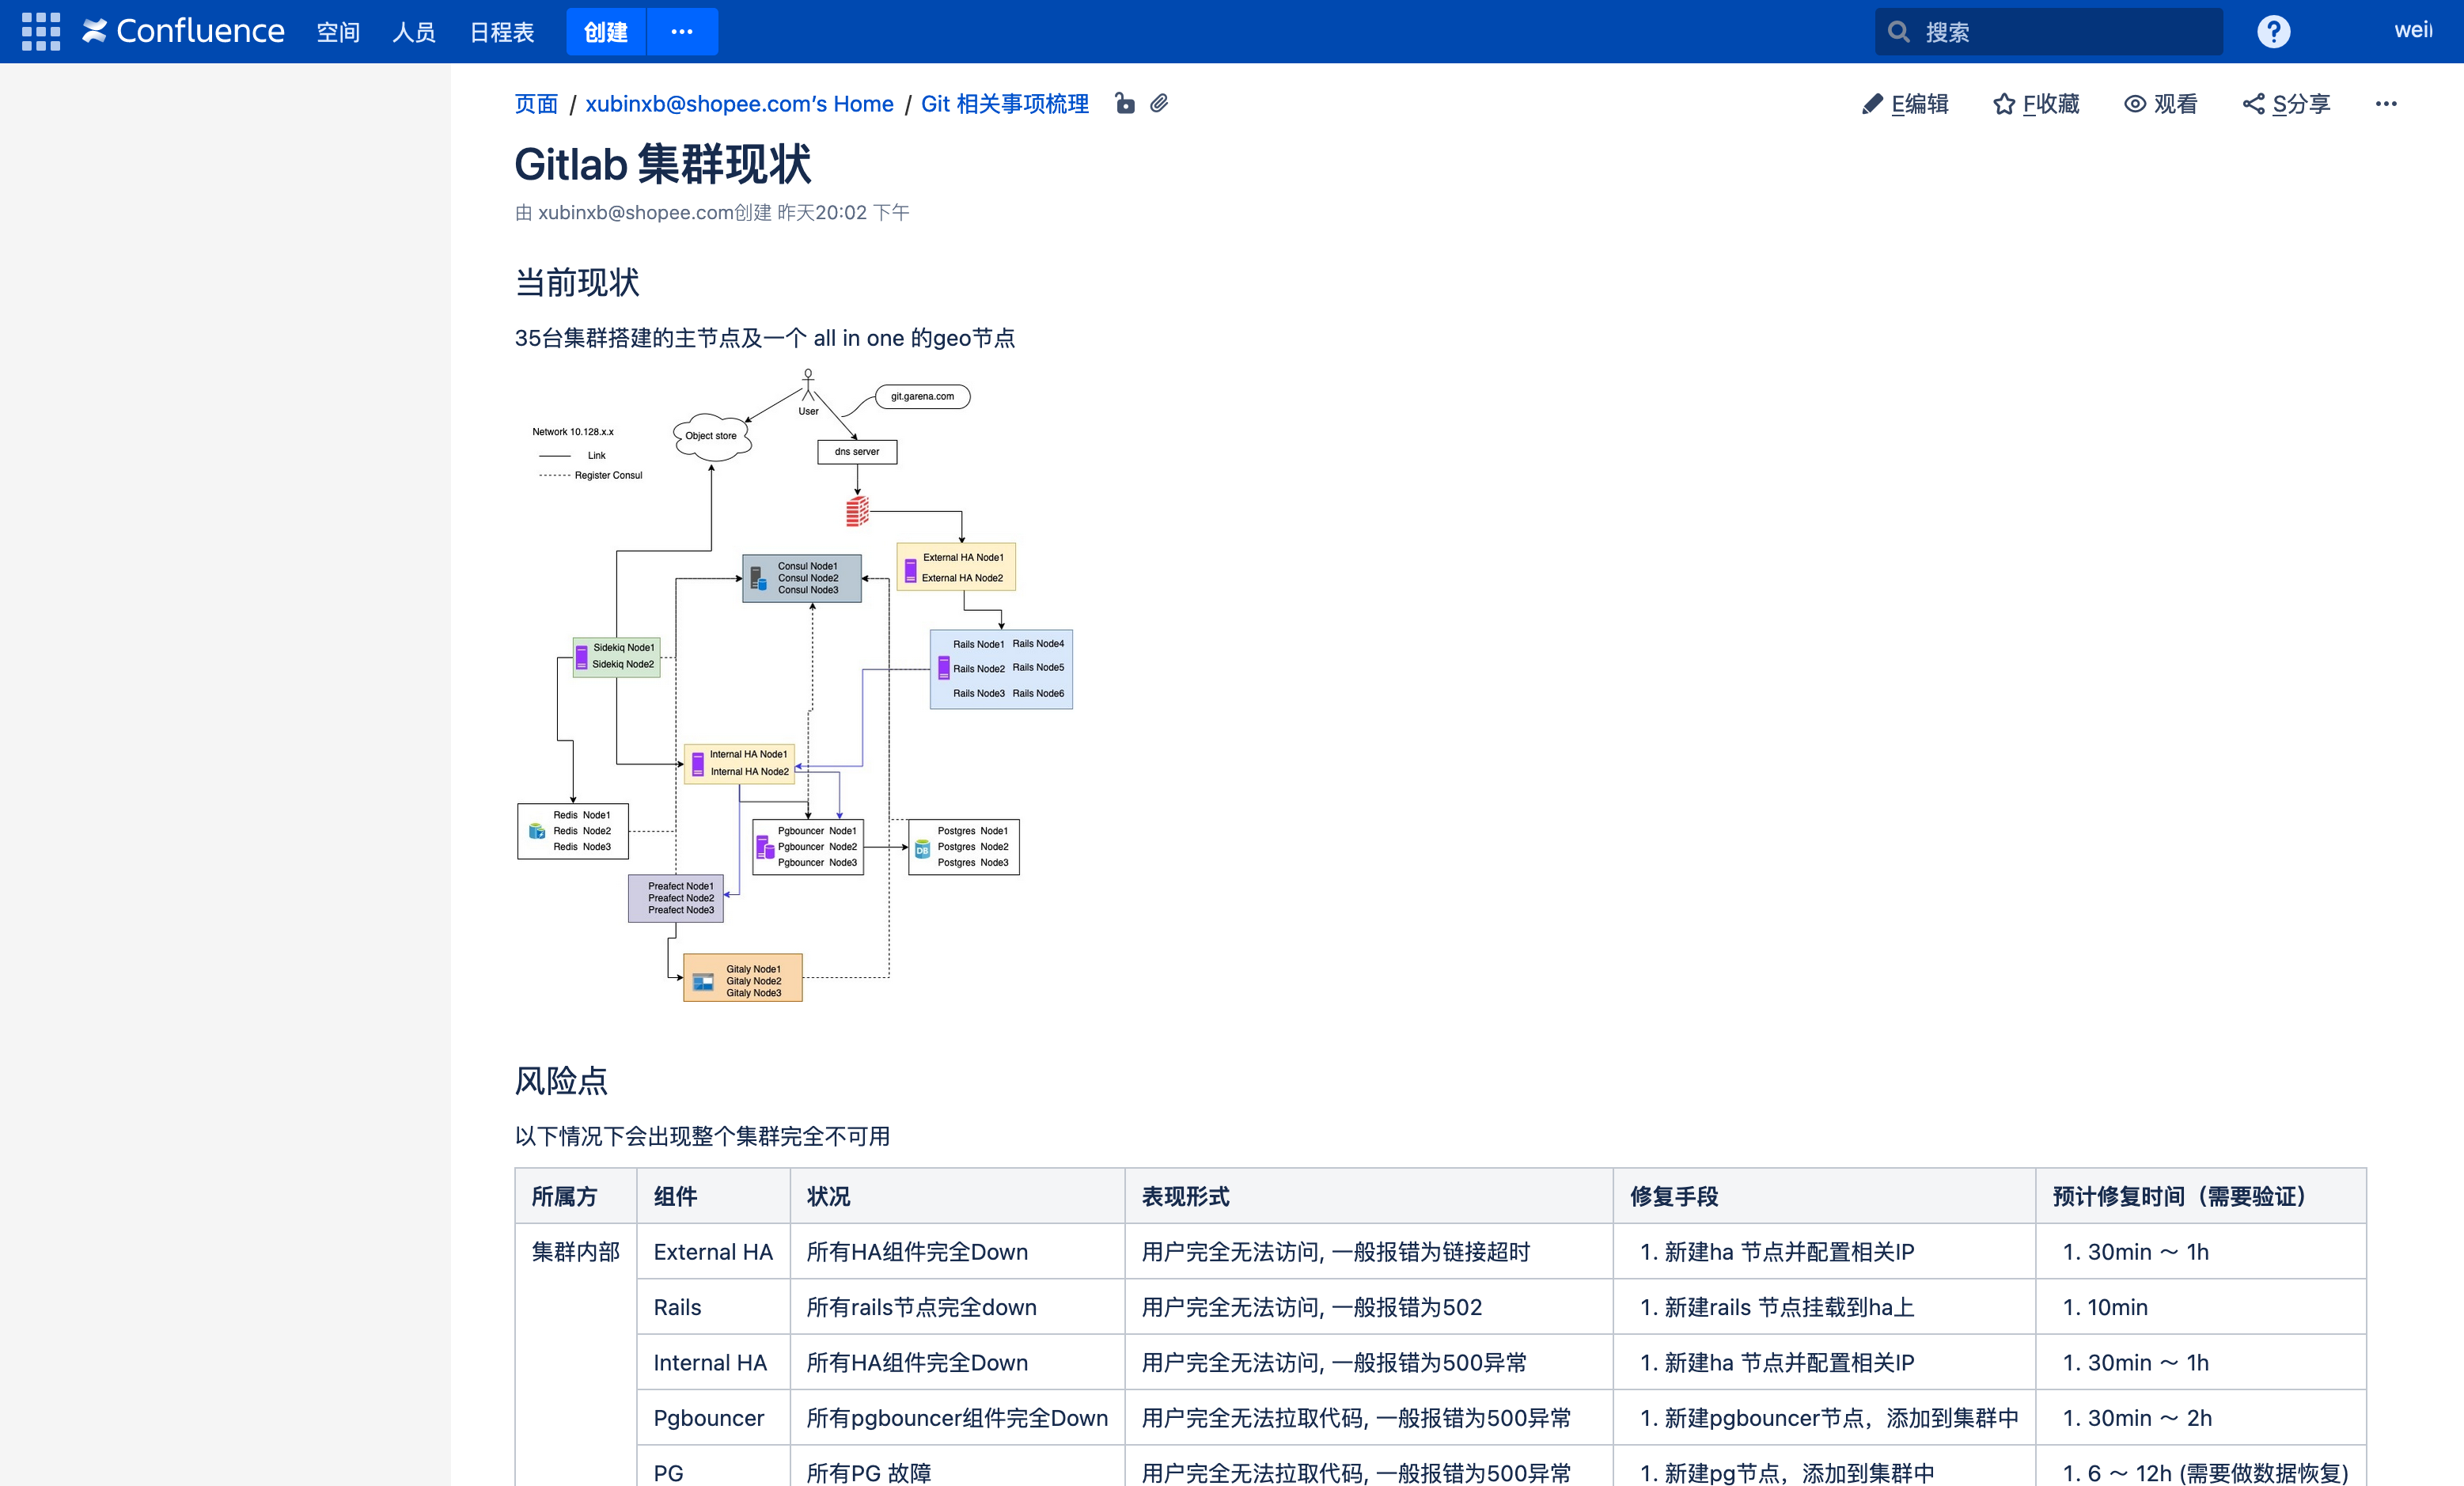 Confluence 空间 人员 日程表 创建 ··· 搜索 ? wei
页面 / xubinxb@shopee.com's Home / Git 相关事项梳理
E编辑 F收藏 观看 S分享 ···
Gitlab 集群现状
由 xubinxb@shopee.com创建 昨天20:02 下午
当前现状
35台集群搭建的主节点及一个 all in one 的geo节点
User
git.garena.com
Network 10.128.x.x
Object store
Link
dns server
Register Consul
External HA Node1
External HA Node2
Consul Node1
Consul Node2
Consul Node3
Sidekiq Node1
Sidekiq Node2
Rails Node1 Rails Node4
Rails Node2 Rails Node5
Rails Node3 Rails Node6
Internal HA Node1
Internal HA Node2
Redis Node1
Redis Node2
Redis Node3
Pgbouncer Node1
Pgbouncer Node2
Pgbouncer Node3
DB
Postgres Node1
Postgres Node2
Postgres Node3
Preafect Node1
Preafect Node2
Preafect Node3
Gitaly Node1
Gitaly Node2
Gitaly Node3
风险点
以下情况下会出现整个集群完全不可用
所属方 组件 状况 表现形式 修复手段 预计修复时间（需要验证）
集群内部 External HA 所有HA组件完全Down 用户完全无法访问, 一般报错为链接超时 1. 新建ha 节点并配置相关IP 1. 30min ～ 1h
Rails 所有rails节点完全down 用户完全无法访问, 一般报错为502 1. 新建rails 节点挂载到ha上 1. 10min
Internal HA 所有HA组件完全Down 用户完全无法访问, 一般报错为500异常 1. 新建ha 节点并配置相关IP 1. 30min ～ 1h
Pgbouncer 所有pgbouncer组件完全Down 用户完全无法拉取代码, 一般报错为500异常 1. 新建pgbouncer节点，添加到集群中 1. 30min ～ 2h
PG 所有PG 故障 用户完全无法拉取代码, 一般报错为500异常 1. 新建pg节点，添加到集群中 1. 6 ～ 12h (需要做数据恢复)